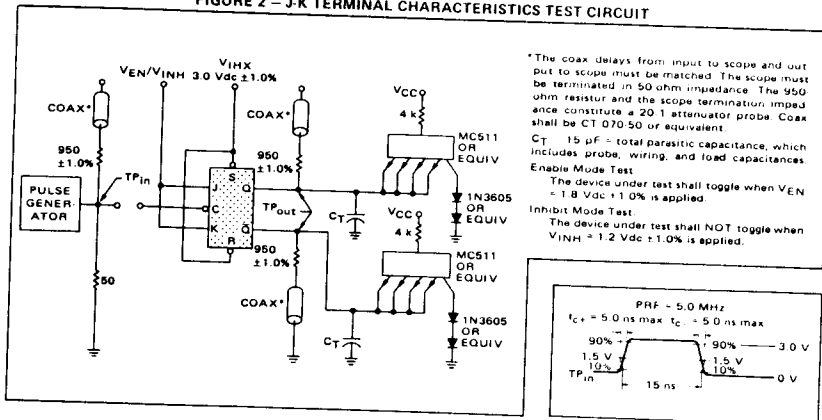 FIGURE 2 – J-K TERMINAL CHARACTERISTICS TEST CIRCUIT
VEN/VINH
VIHX
3.0 Vdc ±1.0%
COAX*
950
±1.0%
TPin
PULSE
GENER-
ATOR
50
J
C
K
S
R
Q
Q̅
COAX*
950
±1.0%
TPout
950
±1.0%
COAX*
CT
VCC
4 k
MC511
OR
EQUIV
1N3605
OR
EQUIV
VCC
4 k
MC511
OR
EQUIV
1N3605
OR
EQUIV
CT
*The coax delays from input to scope and out
put to scope must be matched. The scope must
be terminated in 50 ohm impedance. The 950-
ohm resistor and the scope termination imped
ance constitute a 20:1 attenuator probe. Coax
shall be CT 070-50 or equivalent.
CT 15 pF = total parasitic capacitance, which
includes probe, wiring, and load capacitances.
Enable Mode Test
The device under test shall toggle when VEN
= 1.8 Vdc ±1.0% is applied.
Inhibit Mode Test
The device under test shall NOT toggle when
VINH = 1.2 Vdc ±1.0% is applied.
PRF = 5.0 MHz
tC+ = 5.0 ns max tC- = 5.0 ns max
90%
90%
3.0 V
1.5 V
1.5 V
10%
10%
TPin
0 V
15 ns